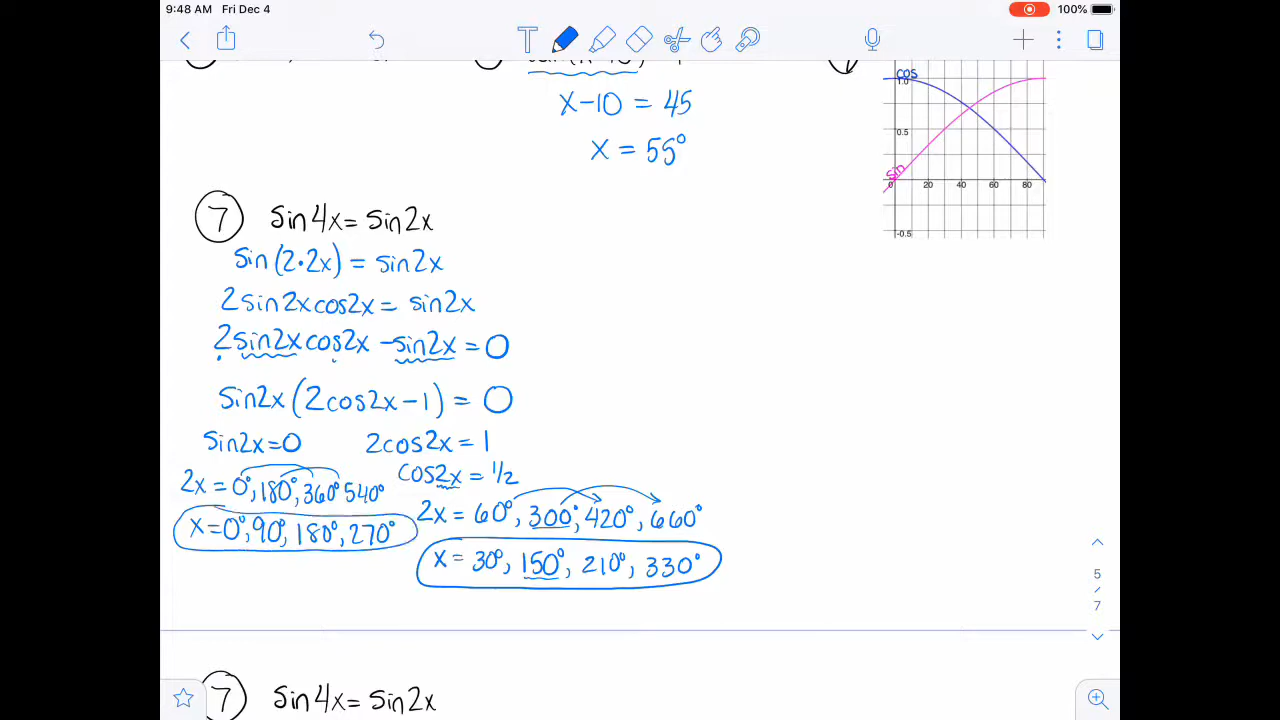 9:48 AM Fri Dec 4
100%
T
x-10 = 45
x = 55°
cos
1.0
0.5
sin
0 20 40 60 80
-0.5
7 sin4x = sin2x
sin(2•2x) = sin2x
2sin2xcos2x = sin2x
2sin2xcos2x - sin2x = 0
sin2x(2cos2x-1) = 0
sin2x=0 2cos2x = 1
cos2x = 1/2
2x = 0°, 180°, 360°, 540°
2x = 60°, 300°, 420°, 660°
x = 0°, 90°, 180°, 270°
x = 30°, 150°, 210°, 330°
5
/
7
7 sin4x = sin2x